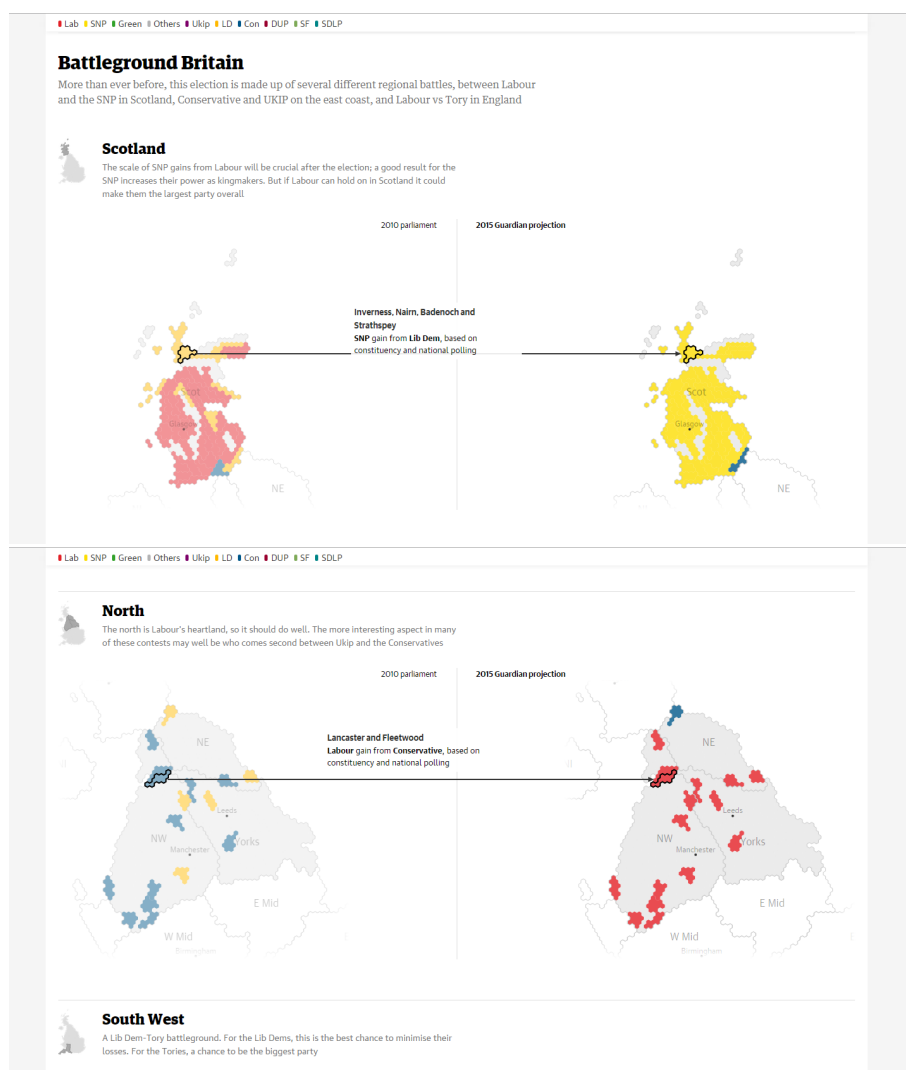 Lab SNP Green Others Ukip LD Con DUP SF SDLP
Battleground Britain
More than ever before, this election is made up of several different regional battles, between Labour
and the SNP in Scotland, Conservative and UKIP on the east coast, and Labour vs Tory in England
Scotland
The scale of SNP gains from Labour will be crucial after the election; a good result for the
SNP increases their power as kingmakers. But if Labour can hold on in Scotland it could
make them the largest party overall
2010 parliament
2015 Guardian projection
Inverness, Nairn, Badenoch and
Strathspey
SNP gain from Lib Dem, based on
constituency and national polling
Scot
Glasgow
NE
Scot
Glasgow
NE
Lab SNP Green Others Ukip LD Con DUP SF SDLP
North
The north is Labour's heartland, so it should do well. The more interesting aspect in many
of these contests may well be who comes second between Ukip and the Conservatives
2010 parliament
2015 Guardian projection
Lancaster and Fleetwood
Labour gain from Conservative, based on
constituency and national polling
NE
Leeds
NW
Yorks
Manchester
E Mid
W Mid
Birmingham
NE
Leeds
NW
Yorks
Manchester
E Mid
W Mid
Birmingham
South West
A Lib Dem-Tory battleground. For the Lib Dems, this is the best chance to minimise their
losses. For the Tories, a chance to be the biggest party